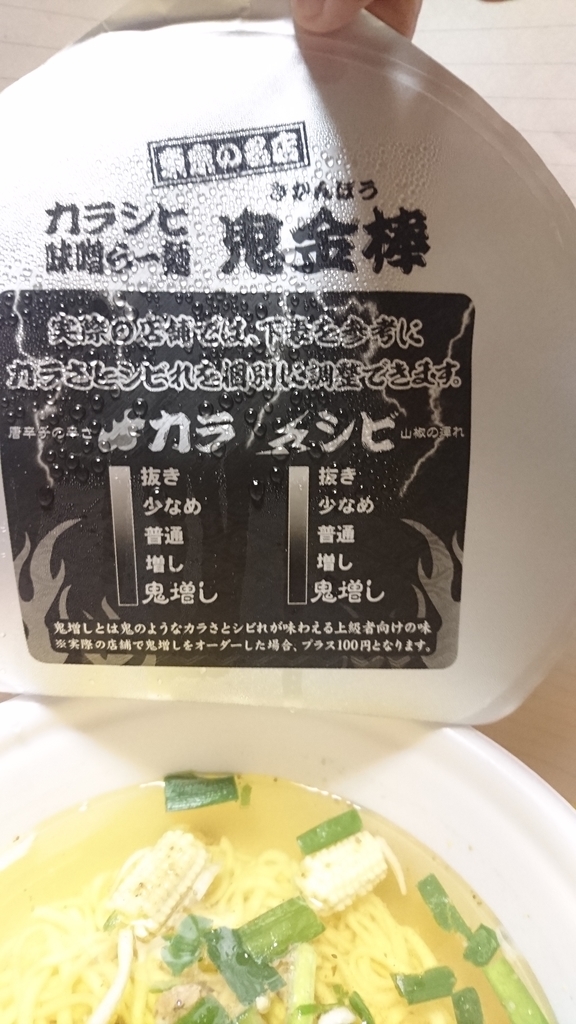 東京の名店
きかんぼう
カラシビ
味噌らー麺
鬼金棒
実際の店舗では、下表を参考に
カラさとシビれを個別に調整できます
唐辛子の辛さ カラ シビ 山椒の痺れ
抜き 抜き
少なめ 少なめ
普通 普通
増し 増し
鬼増し 鬼増し
鬼増しとは鬼のようなカラさとシビれが味わえる上級者向けの味
※実際の店舗で鬼増しをオーダーした場合、プラス100円となります。